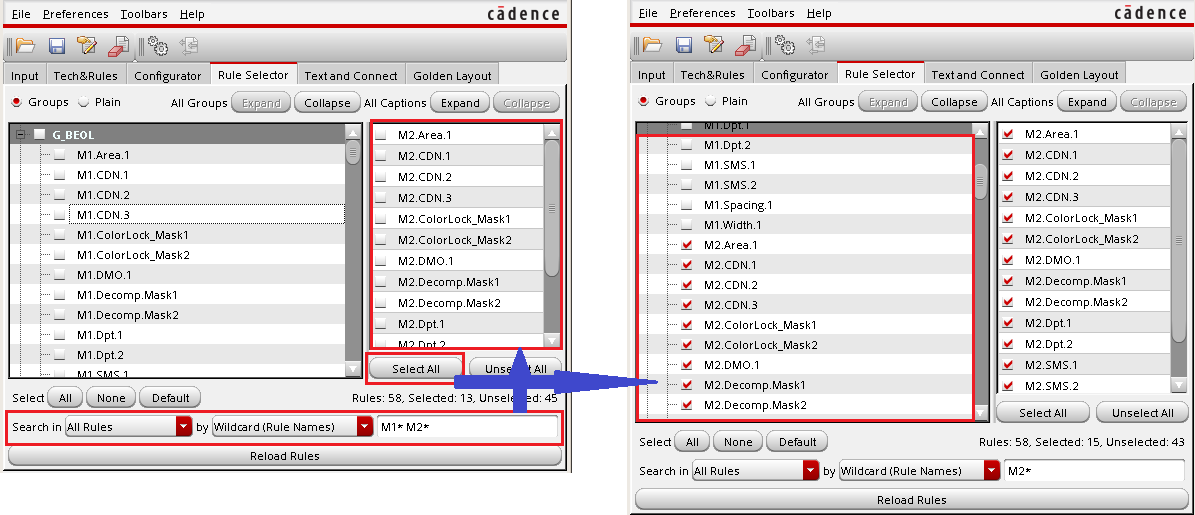 File Preferences Toolbars Help cādence
Input Tech&Rules Configurator Rule Selector Text and Connect Golden Layout
Groups Plain All Groups Expand Collapse All Captions Expand Collapse
G_BEOL
M1.Area.1
M1.CDN.1
M1.CDN.2
M1.CDN.3
M1.ColorLock_Mask1
M1.ColorLock_Mask2
M1.DMO.1
M1.Decomp.Mask1
M1.Decomp.Mask2
M1.Dpt.1
M1.Dpt.2
M1.SMS.1
M2.Area.1
M2.CDN.1
M2.CDN.2
M2.CDN.3
M2.ColorLock_Mask1
M2.ColorLock_Mask2
M2.DMO.1
M2.Decomp.Mask1
M2.Decomp.Mask2
M2.Dpt.1
M2.Dpt.2
Select All Unselect All
Select All None Default Rules: 58, Selected: 13, Unselected: 45
Search in All Rules by Wildcard (Rule Names) M1* M2*
Reload Rules
File Preferences Toolbars Help cādence
Input Tech&Rules Configurator Rule Selector Text and Connect Golden Layout
Groups Plain All Groups Expand Collapse All Captions Expand Collapse
M1.Dpt.1
M1.Dpt.2
M1.SMS.1
M1.SMS.2
M1.Spacing.1
M1.Width.1
M2.Area.1
M2.CDN.1
M2.CDN.2
M2.CDN.3
M2.ColorLock_Mask1
M2.ColorLock_Mask2
M2.DMO.1
M2.Decomp.Mask1
M2.Decomp.Mask2
M2.Area.1
M2.CDN.1
M2.CDN.2
M2.CDN.3
M2.ColorLock_Mask1
M2.ColorLock_Mask2
M2.DMO.1
M2.Decomp.Mask1
M2.Decomp.Mask2
M2.Dpt.1
M2.Dpt.2
M2.SMS.1
M2.SMS.2
Select All Unselect All
Select All None Default Rules: 58, Selected: 15, Unselected: 43
Search in All Rules by Wildcard (Rule Names) M2*
Reload Rules